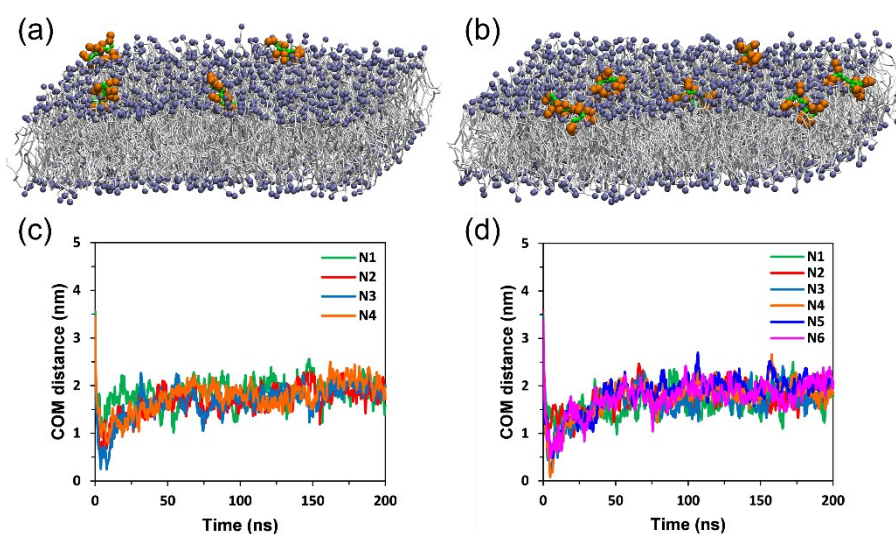 (a)
(b)
(c)
5
4
3
2
1
0
COM distance (nm)
N1
N2
N3
N4
0
50
100
150
200
Time (ns)
(d)
5
4
3
2
1
0
COM distance (nm)
N1
N2
N3
N4
N5
N6
0
50
100
150
200
Time (ns)